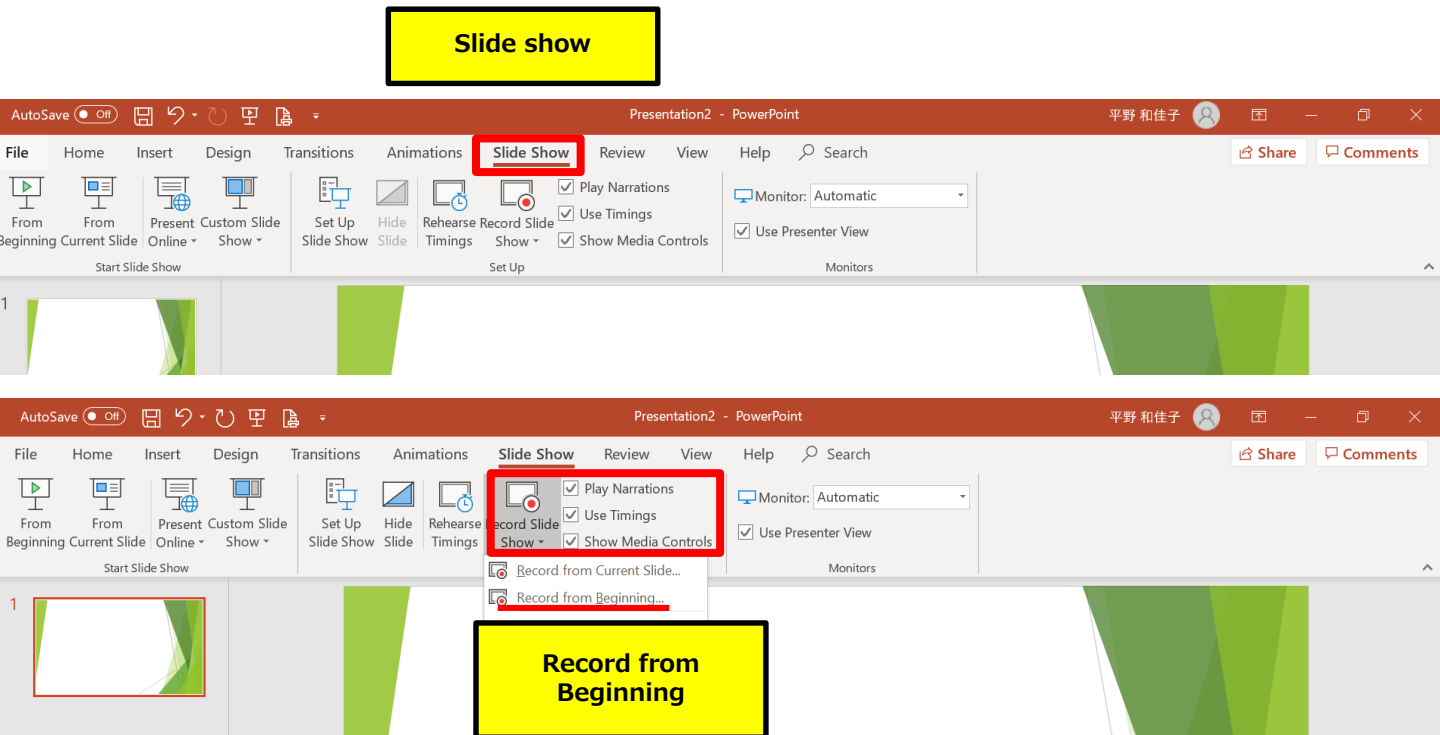 Slide show
AutoSave Off Presentation2 - PowerPoint 平野 和佳子
File Home Insert Design Transitions Animations Slide Show Review View Help Search Share Comments
From Beginning From Current Slide Present Online Custom Slide Show Set Up Slide Show Hide Slide Rehearse Timings Record Slide Show
Play Narrations
Use Timings
Show Media Controls
Monitor: Automatic
Use Presenter View
Start Slide Show Set Up Monitors
1
AutoSave Off Presentation2 - PowerPoint 平野 和佳子
File Home Insert Design Transitions Animations Slide Show Review View Help Search Share Comments
From Beginning From Current Slide Present Online Custom Slide Show Set Up Slide Show Hide Slide Rehearse Timings Record Slide Show
Play Narrations
Use Timings
Show Media Controls
Monitor: Automatic
Use Presenter View
Start Slide Show Monitors
Record from Current Slide...
Record from Beginning...
1
Record from
Beginning